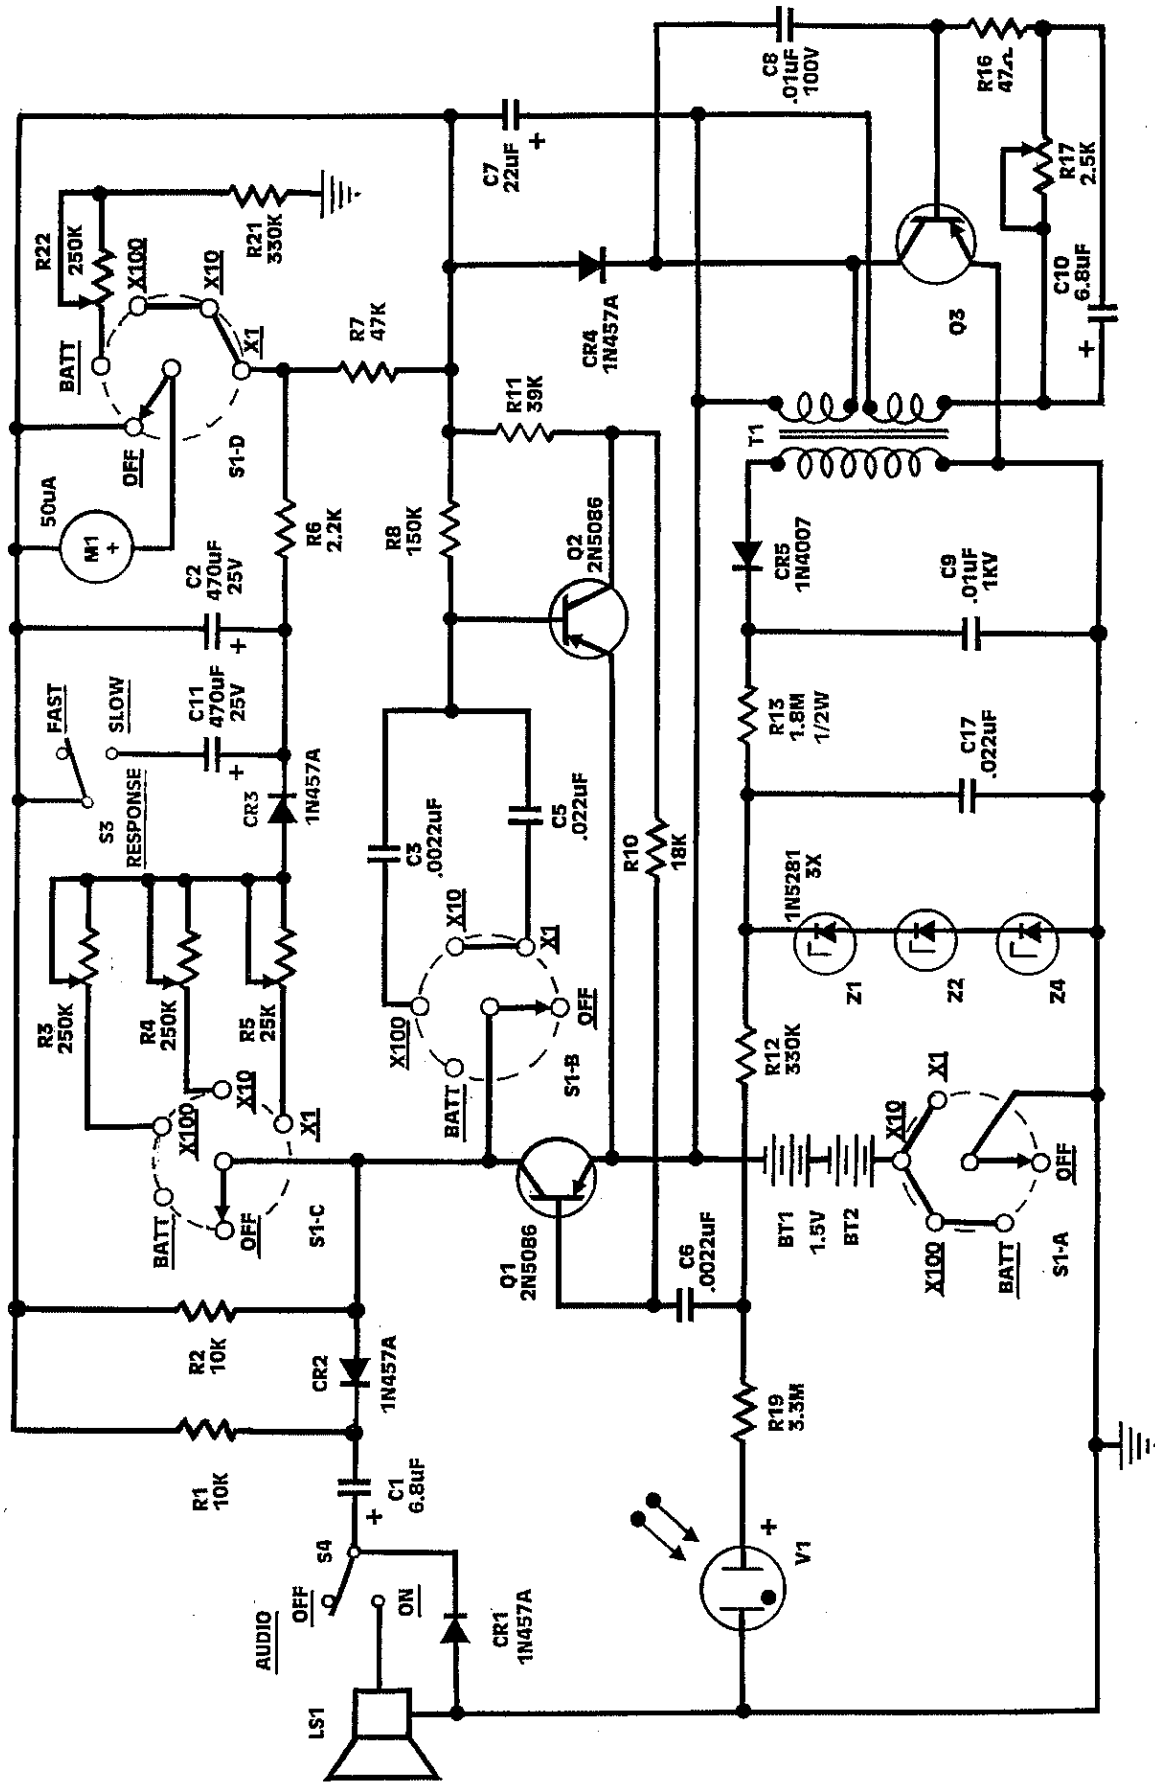 AUDIO
OFF
ON
S4
LS1
CR1
1N457A
+
C1
6.8uF
R1
10K
R2
10K
CR2
1N457A
BATT
OFF
X100
X10
X1
S1-C
R3
250K
R4
250K
R5
25K
S3
FAST
SLOW
RESPONSE
CR3
1N457A
C11
470uF
25V
+
C2
470uF
25V
+
50uA
M1
+
OFF
BATT
X100
X10
X1
S1-D
R22
250K
R21
330K
R6
2.2K
R7
47K
R8
150K
R11
39K
Q2
2N5086
C3
.0022uF
C5
.022uF
BATT
X100
X10
X1
OFF
S1-B
R10
18K
Q1
2N5086
C6
.0022uF
C7
22uF
+
CR4
1N457A
C8
.01uF
100V
R16
47Ω
R17
2.5K
C10
6.8uF
+
Q3
T1
CR5
1N4007
C9
.01uF
1KV
R13
1.8M
1/2W
C17
.022uF
1N5281
3X
Z1
Z2
Z4
R12
330K
BT1
1.5V
BT2
X100
X10
X1
BATT
OFF
S1-A
R19
3.3M
+
V1